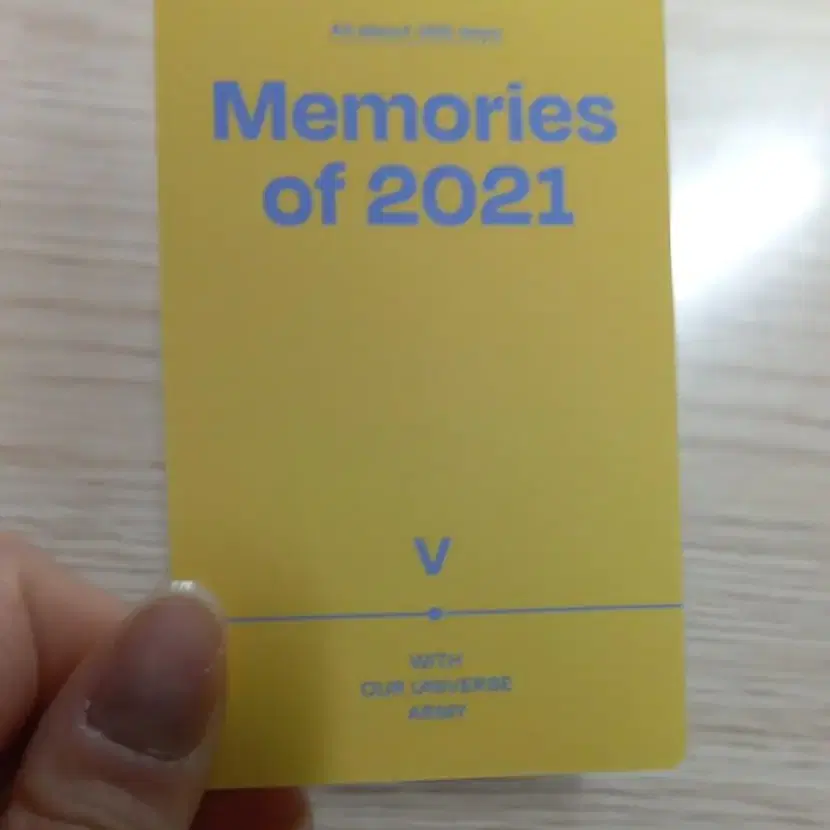 Memories
of 2021
V
WITH
OUR UNIVERSE
ARMY